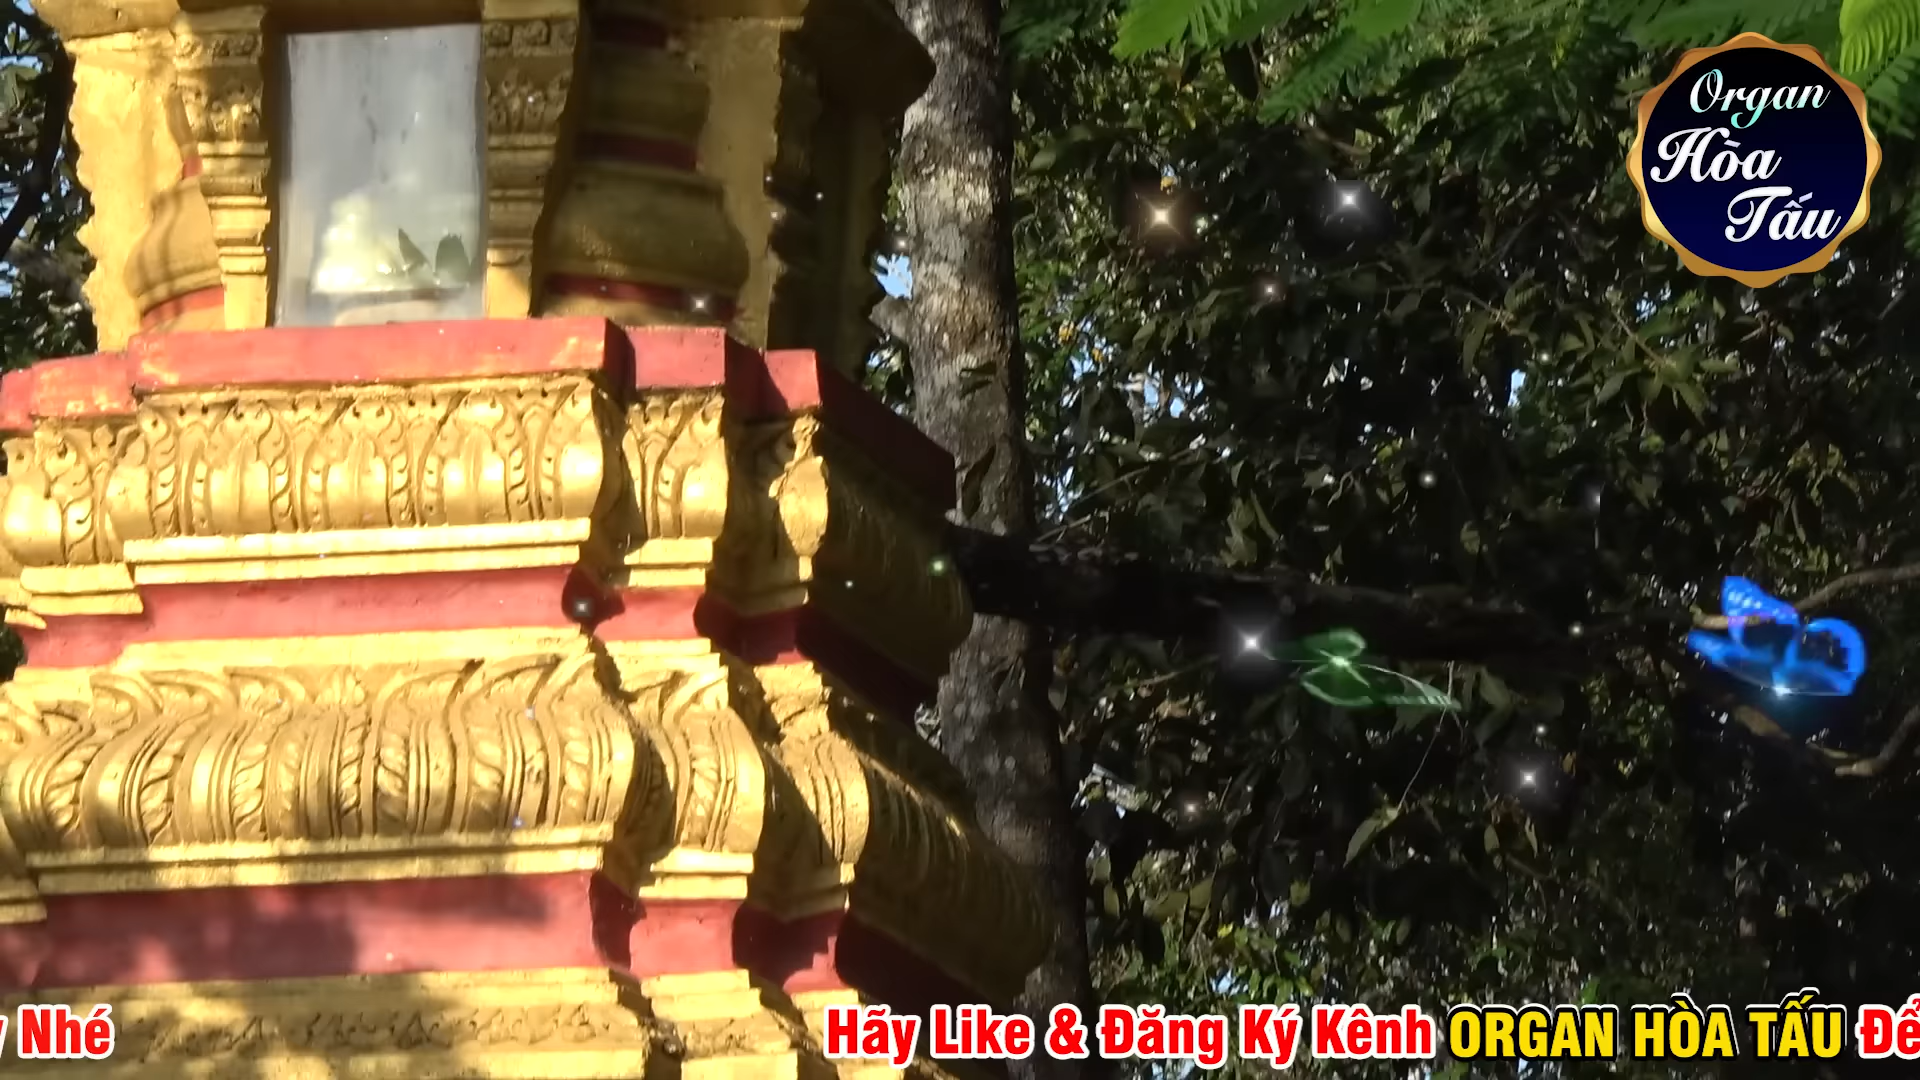 Organ
Hòa
Tấu
Nhé
Hãy Like & Đăng Ký Kênh ORGAN HÒA TẤU Để